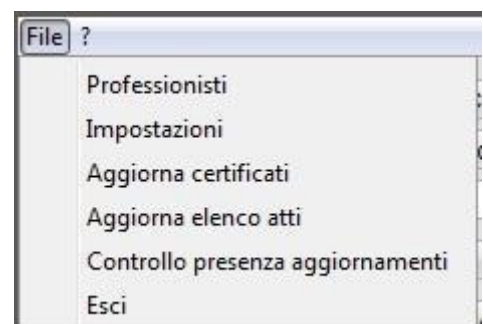 File ?
Professionisti
Impostazioni
Aggiorna certificati
Aggiorna elenco atti
Controllo presenza aggiornamenti
Esci